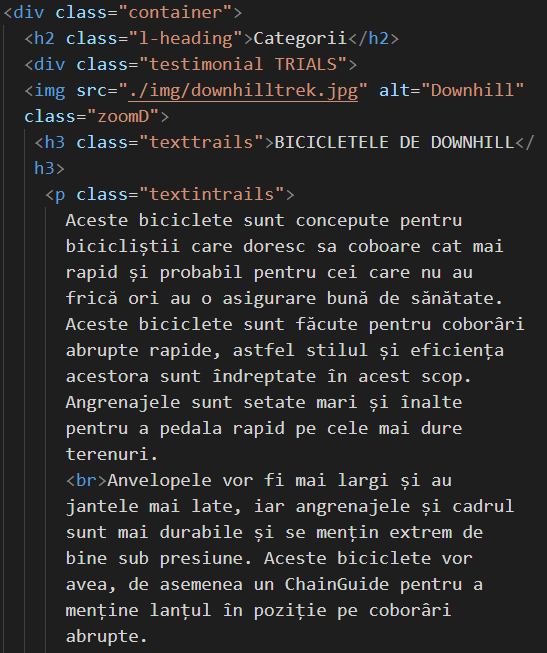 <div class="container">
<h2 class="l-heading">Categorii</h2>
<div class="testimonial TRIALS">
<img src="./img/downhilltrek.jpg" alt="Downhill"
class="zoomD">
<h3 class="texttrails">BICICLETELE DE DOWNHILL</
h3>
<p class="textintrails">
Aceste biciclete sunt concepute pentru
bicicliștii care doresc sa coboare cat mai
rapid și probabil pentru cei care nu au
frică ori au o asigurare bună de sănătate.
Aceste biciclete sunt făcute pentru coborâri
abrupte rapide, astfel stilul și eficiența
acestora sunt îndreptate în acest scop.
Angrenajele sunt setate mari și înalte
pentru a pedala rapid pe cele mai dure
terenuri.
<br>Anvelopele vor fi mai largi și au
jantele mai late, iar angrenajele și cadrul
sunt mai durabile și se mențin extrem de
bine sub presiune. Aceste biciclete vor
avea, de asemenea un ChainGuide pentru a
menține lanțul în poziție pe coborâri
abrupte.